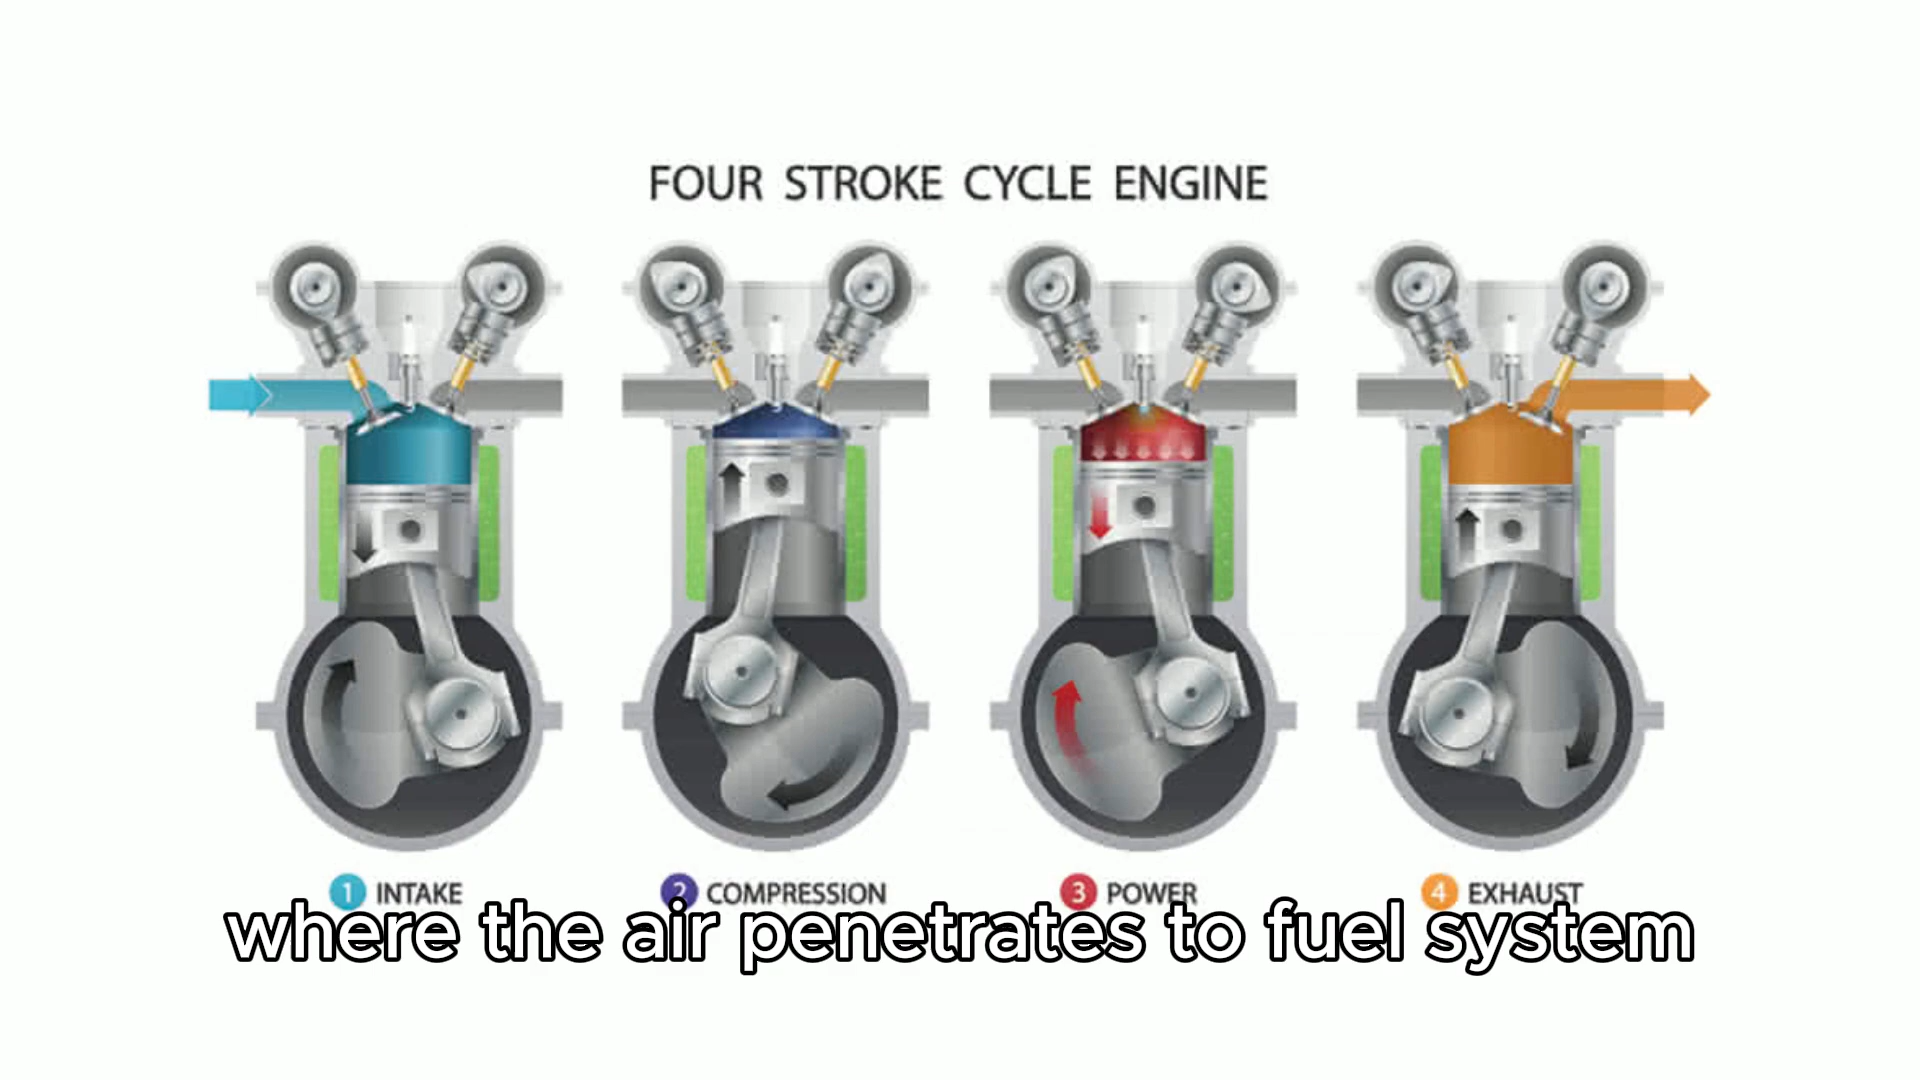 FOUR STROKE CYCLE ENGINE
1 INTAKE
2 COMPRESSION
3 POWER
4 EXHAUST
where the air penetrates to fuel system